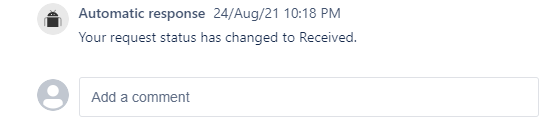 Automatic response 24/Aug/21 10:18 PM
Your request status has changed to Received.
Add a comment